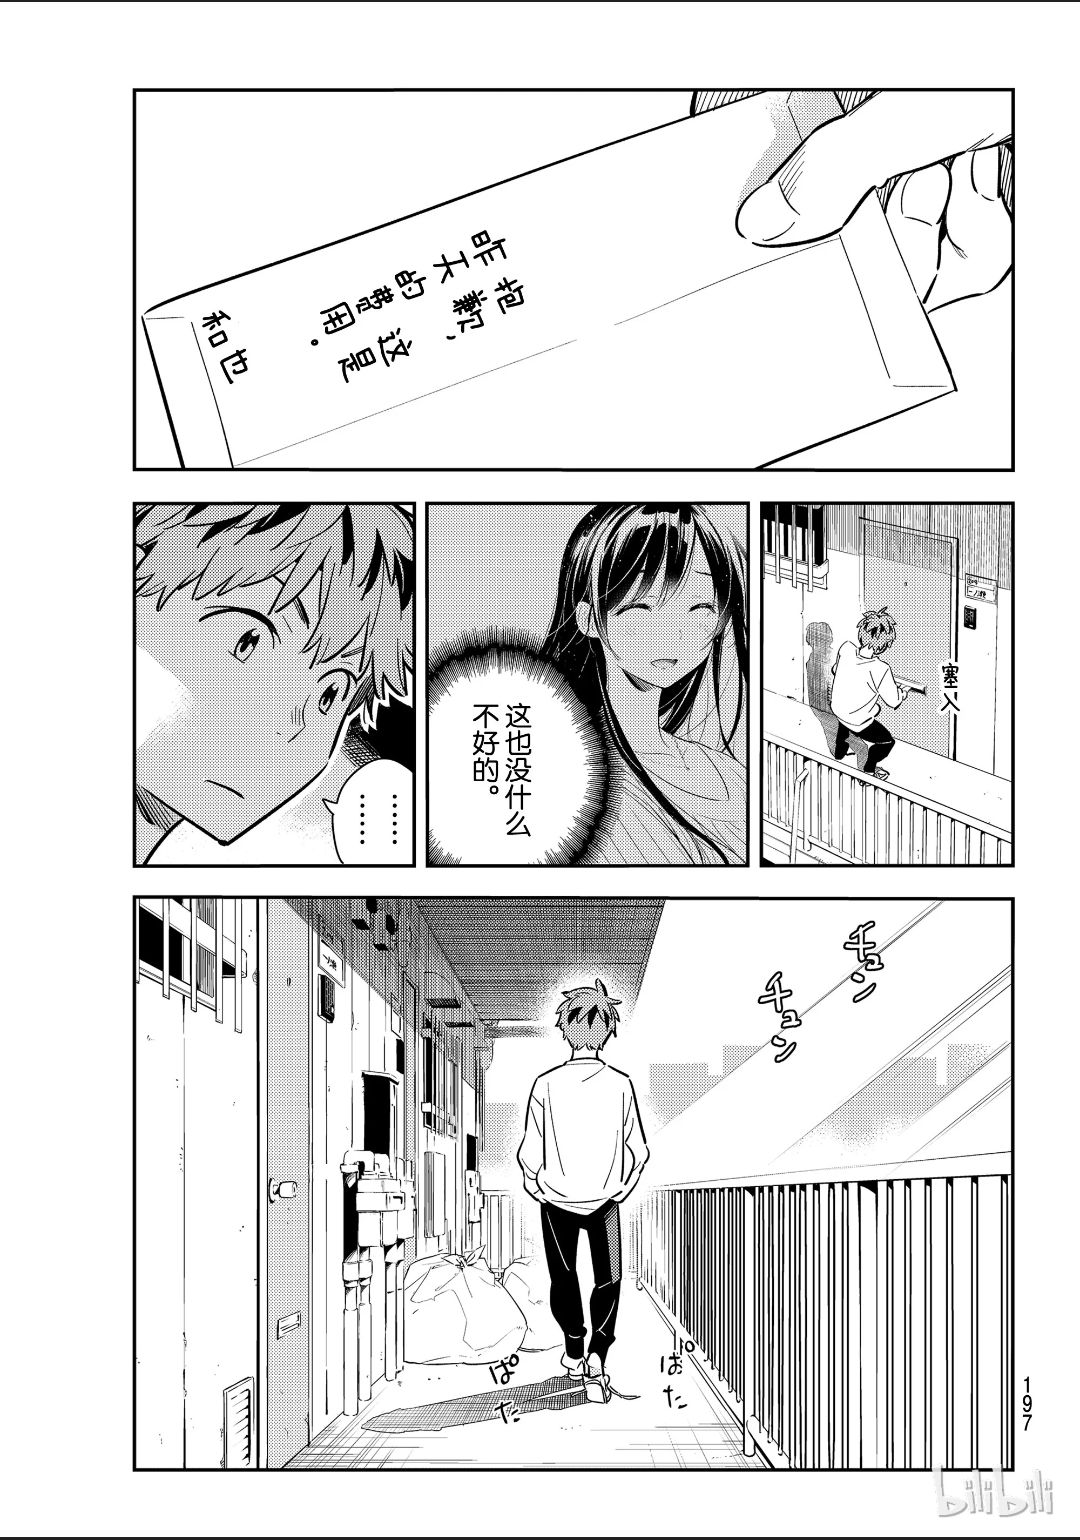 抱歉，这是
昨天的费用。
和也
塞入
这也没什么
不好的。
………
………
チュン
チュン
ぱた
ぱた
197
bilibili